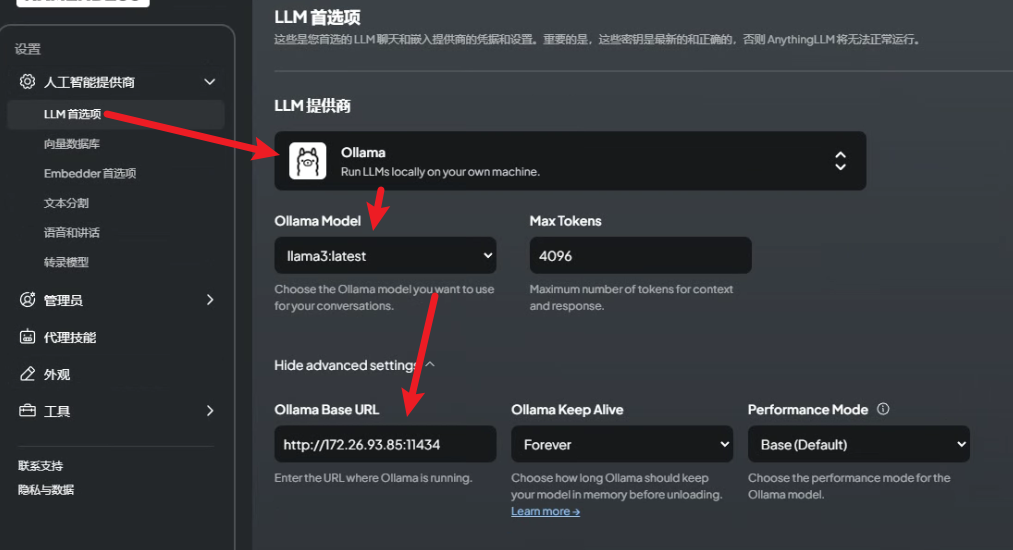 设置
人工智能提供商
LLM 首选项
向量数据库
Embedder 首选项
文本分割
语音和讲话
转录模型
管理员
代理技能
外观
工具
联系支持
隐私与数据
LLM 首选项
这些是您首选的 LLM 聊天和嵌入提供商的凭据和设置。重要的是，这些密钥是最新的和正确的，否则 AnythingLLM 将无法正常运行。
LLM 提供商
Ollama
Run LLMs locally on your own machine.
Ollama Model
llama3:latest
Choose the Ollama model you want to use
for your conversations.
Max Tokens
4096
Maximum number of tokens for context
and response.
Hide advanced settings
Ollama Base URL
http://172.26.93.85:11434
Enter the URL where Ollama is running.
Ollama Keep Alive
Forever
Choose how long Ollama should keep
your model in memory before unloading.
Learn more →
Performance Mode
Base (Default)
Choose the performance mode for the
Ollama model.